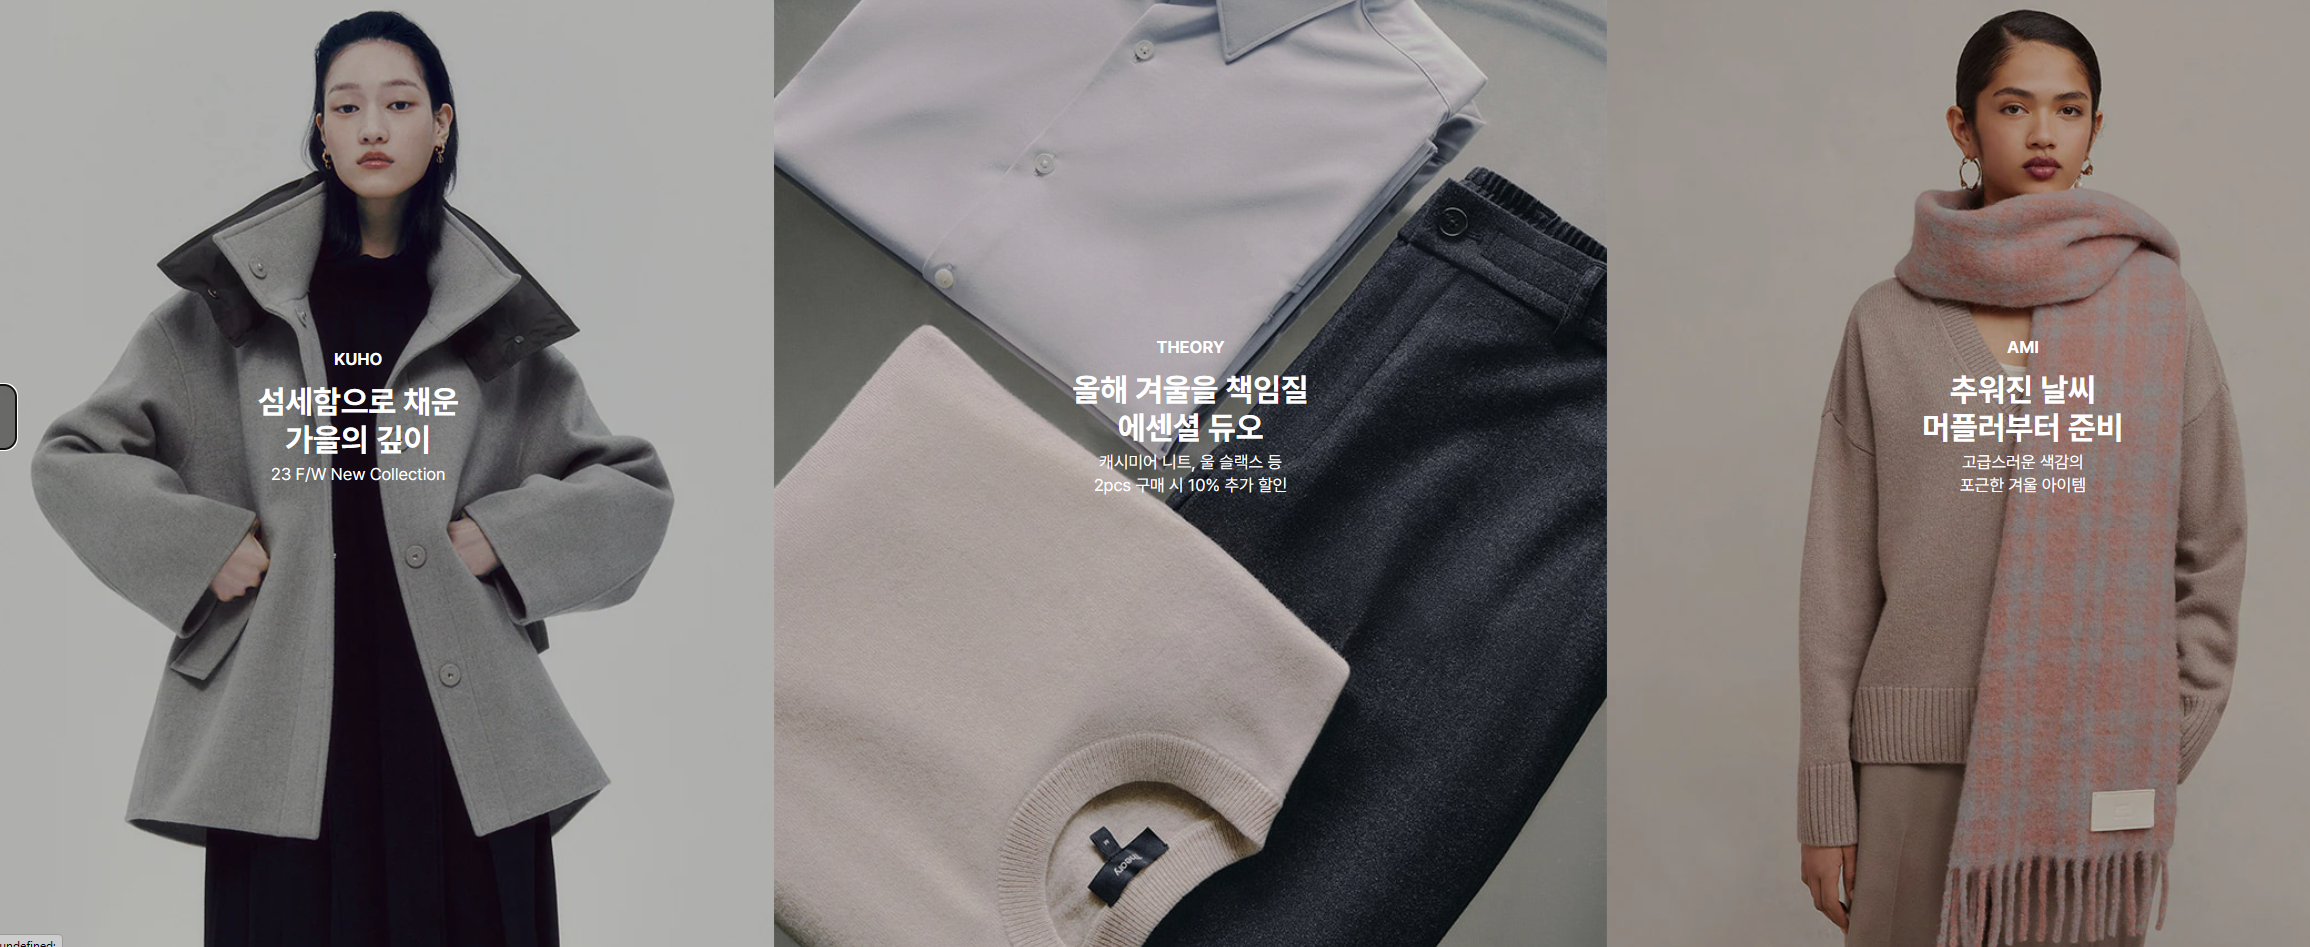 KUHO
섬세함으로 채운
가을의 깊이
23 F/W New Collection
THEORY
올해 겨울을 책임질
에센셜 듀오
캐시미어 니트, 울 슬랙스 등
2pcs 구매 시 10% 추가 할인
theory
AMI
추워진 날씨
머플러부터 준비
고급스러운 색감의
포근한 겨울 아이템
undefined: